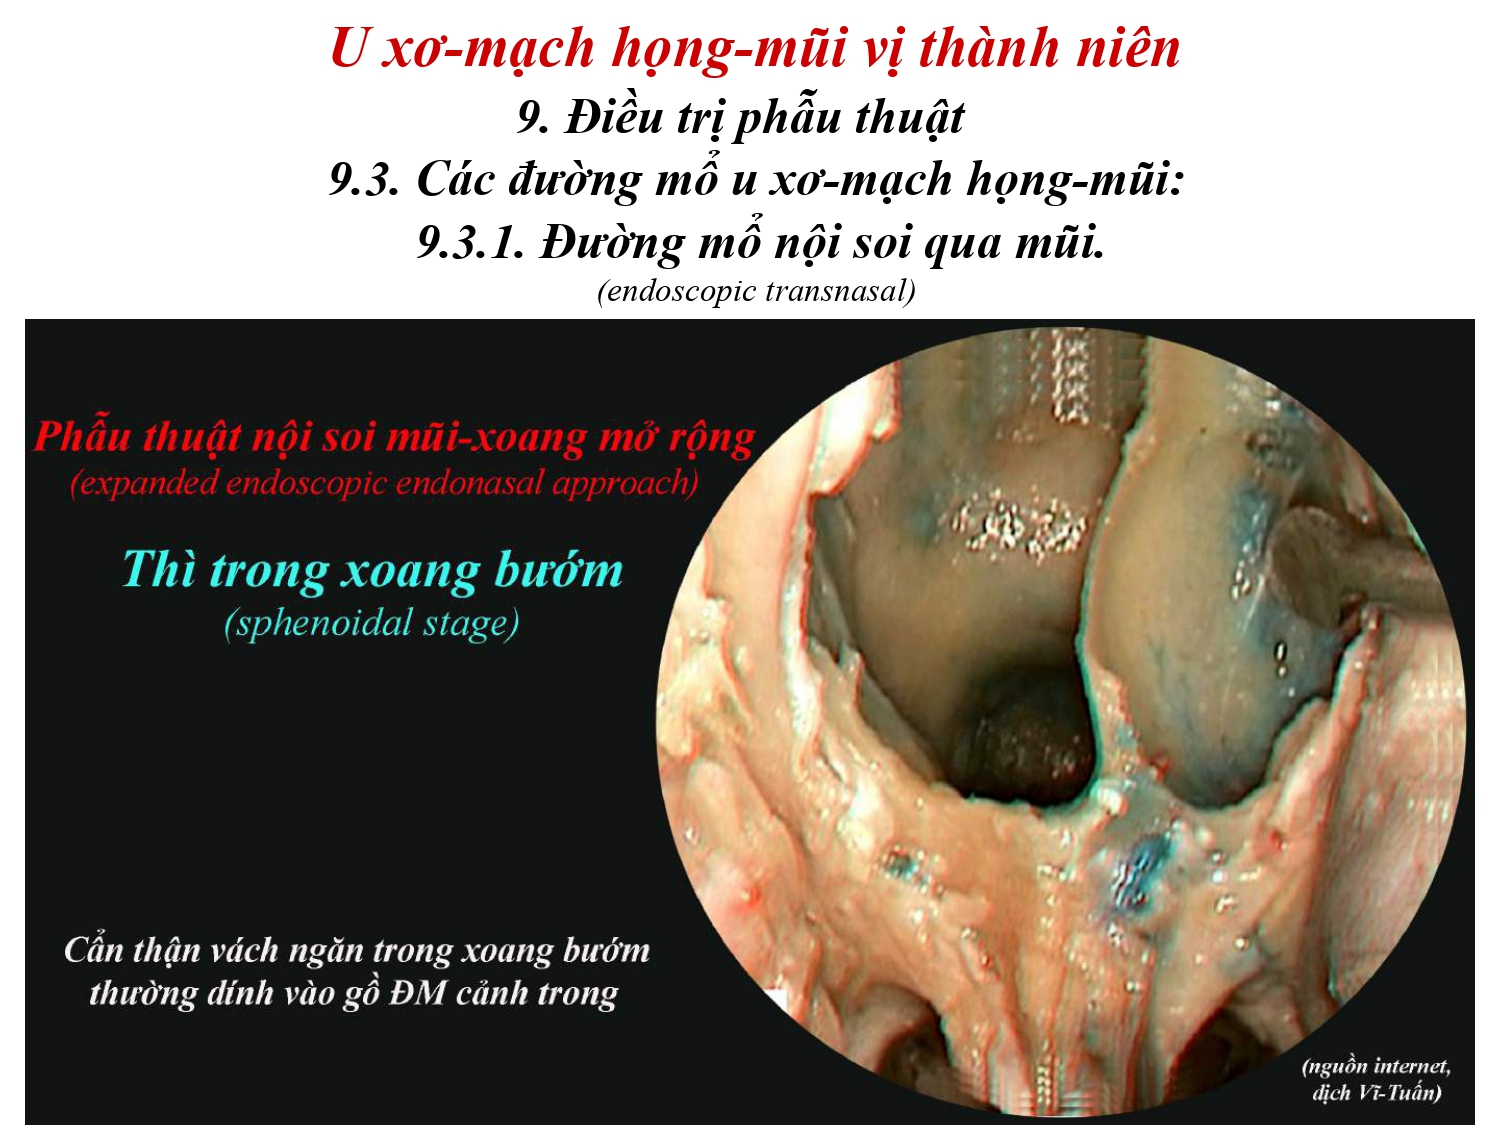 U xơ-mạch họng-mũi vị thành niên
9. Điều trị phẫu thuật
9.3. Các đường mổ u xơ-mạch họng-mũi:
9.3.1. Đường mổ nội soi qua mũi.
(endoscopic transnasal)
Phẫu thuật nội soi mũi-xoang mở rộng
(expanded endoscopic endonasal approach)
Thì trong xoang bướm
(sphenoidal stage)
Cẩn thận vách ngăn trong xoang bướm
thường dính vào gồ ĐM cảnh trong
(nguồn internet,
dịch Vĩ-Tuấn)